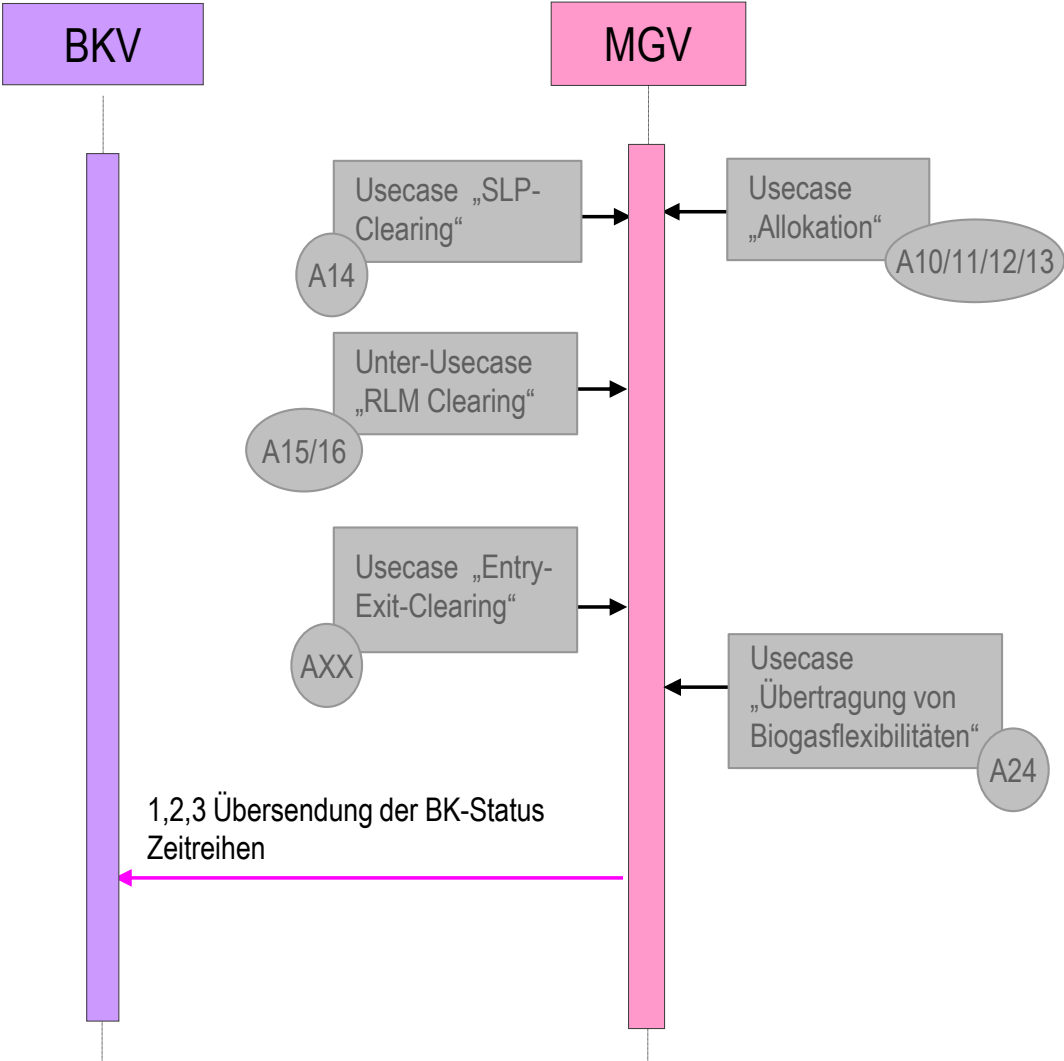 BKV
MGV
Usecase „SLP-
Clearing“
A14
Usecase
„Allokation“
A10/11/12/13
Unter-Usecase
„RLM Clearing“
A15/16
Usecase „Entry-
Exit-Clearing“
AXX
Usecase
„Übertragung von
Biogasflexibilitäten“
A24
1,2,3 Übersendung der BK-Status
Zeitreihen